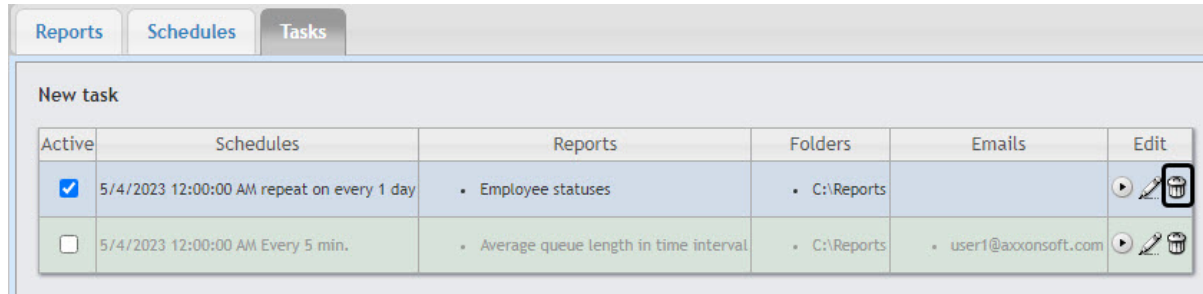 Reports Schedules Tasks
New task
Active Schedules Reports Folders Emails Edit
5/4/2023 12:00:00 AM repeat on every 1 day • Employee statuses • C:\Reports
5/4/2023 12:00:00 AM Every 5 min. • Average queue length in time interval • C:\Reports • user1@axxonsoft.com